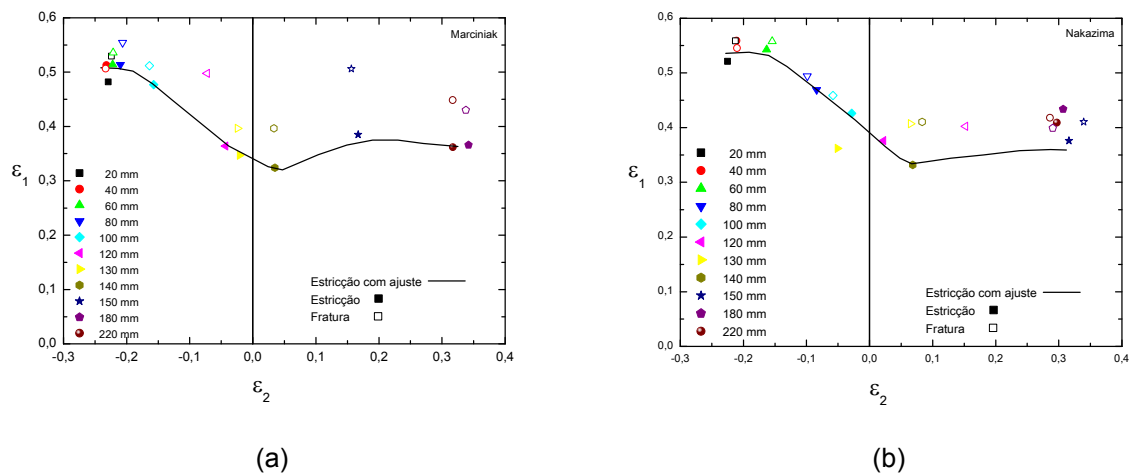 Marciniak
ε1
0,6
0,5
0,4
0,3
0,2
0,1
0,0
20 mm
40 mm
60 mm
80 mm
100 mm
120 mm
130 mm
140 mm
150 mm
180 mm
220 mm
Estricção com ajuste
Estricção
Fratura
-0,3 -0,2 -0,1 0,0 0,1 0,2 0,3 0,4
ε2
(a)
Nakazima
ε1
0,6
0,5
0,4
0,3
0,2
0,1
0,0
20 mm
40 mm
60 mm
80 mm
100 mm
120 mm
130 mm
140 mm
150 mm
180 mm
220 mm
Estricção com ajuste
Estricção
Fratura
-0,3 -0,2 -0,1 0,0 0,1 0,2 0,3 0,4
ε2
(b)